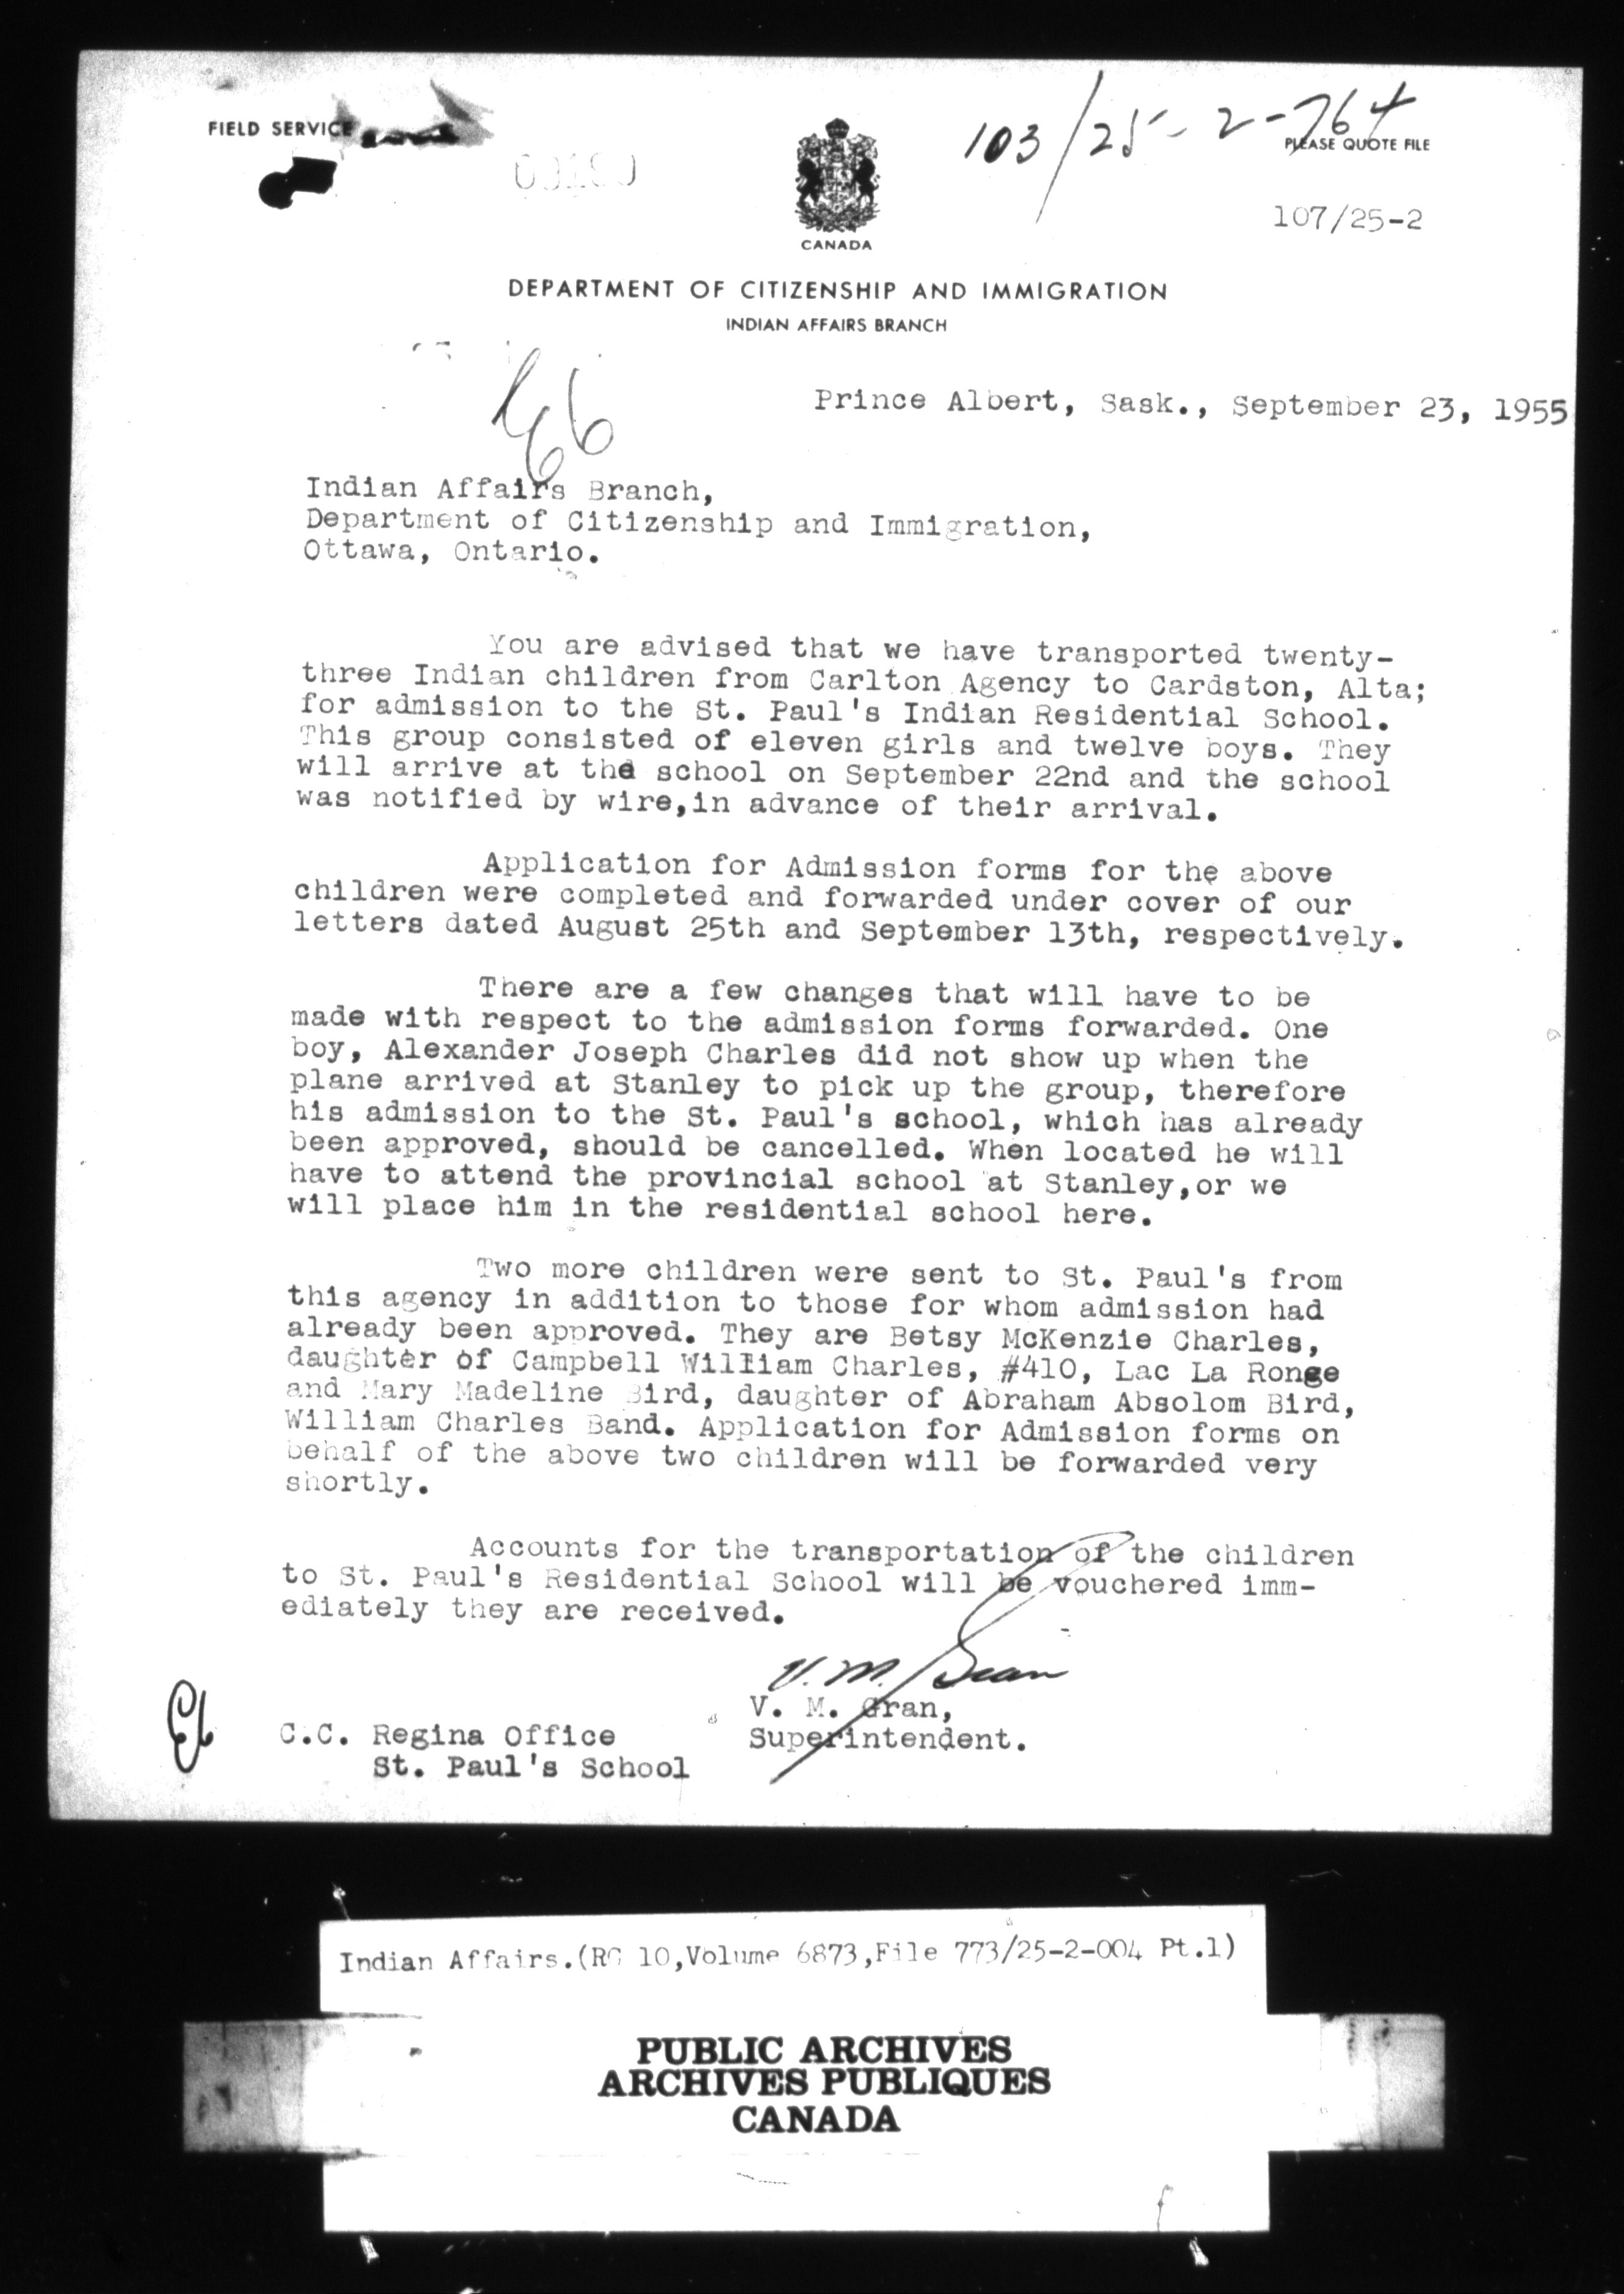 FIELD SERVICE
103/25-2-764
PLEASE QUOTE FILE
107/25-2
CANADA
DEPARTMENT OF CITIZENSHIP AND IMMIGRATION
INDIAN AFFAIRS BRANCH
Prince Albert, Sask., September 23, 1955
Indian Affairs Branch,
Department of Citizenship and Immigration,
Ottawa, Ontario.
You are advised that we have transported twenty-
three Indian children from Carlton Agency to Cardston, Alta;
for admission to the St. Paul's Indian Residential School.
This group consisted of eleven girls and twelve boys. They
will arrive at the school on September 22nd and the school
was notified by wire,in advance of their arrival.
Application for Admission forms for the above
children were completed and forwarded under cover of our
letters dated August 25th and September 13th, respectively.
There are a few changes that will have to be
made with respect to the admission forms forwarded. One
boy, Alexander Joseph Charles did not show up when the
plane arrived at Stanley to pick up the group, therefore
his admission to the St. Paul's school, which has already
been approved, should be cancelled. When located he will
have to attend the provincial school at Stanley,or we
will place him in the residential school here.
Two more children were sent to St. Paul's from
this agency in addition to those for whom admission had
already been approved. They are Betsy McKenzie Charles,
daughter of Campbell William Charles, #410, Lac La Ronge
and Mary Madeline Bird, daughter of Abraham Absolom Bird,
William Charles Band. Application for Admission forms on
behalf of the above two children will be forwarded very
shortly.
Accounts for the transportation of the children
to St. Paul's Residential School will be vouchered imm-
ediately they are received.
V. M. Gran
V. M. Gran,
Superintendent.
C.C. Regina Office
St. Paul's School
Indian Affairs.(RG 10,Volume 6873,File 773/25-2-004 Pt.1)
PUBLIC ARCHIVES
ARCHIVES PUBLIQUES
CANADA